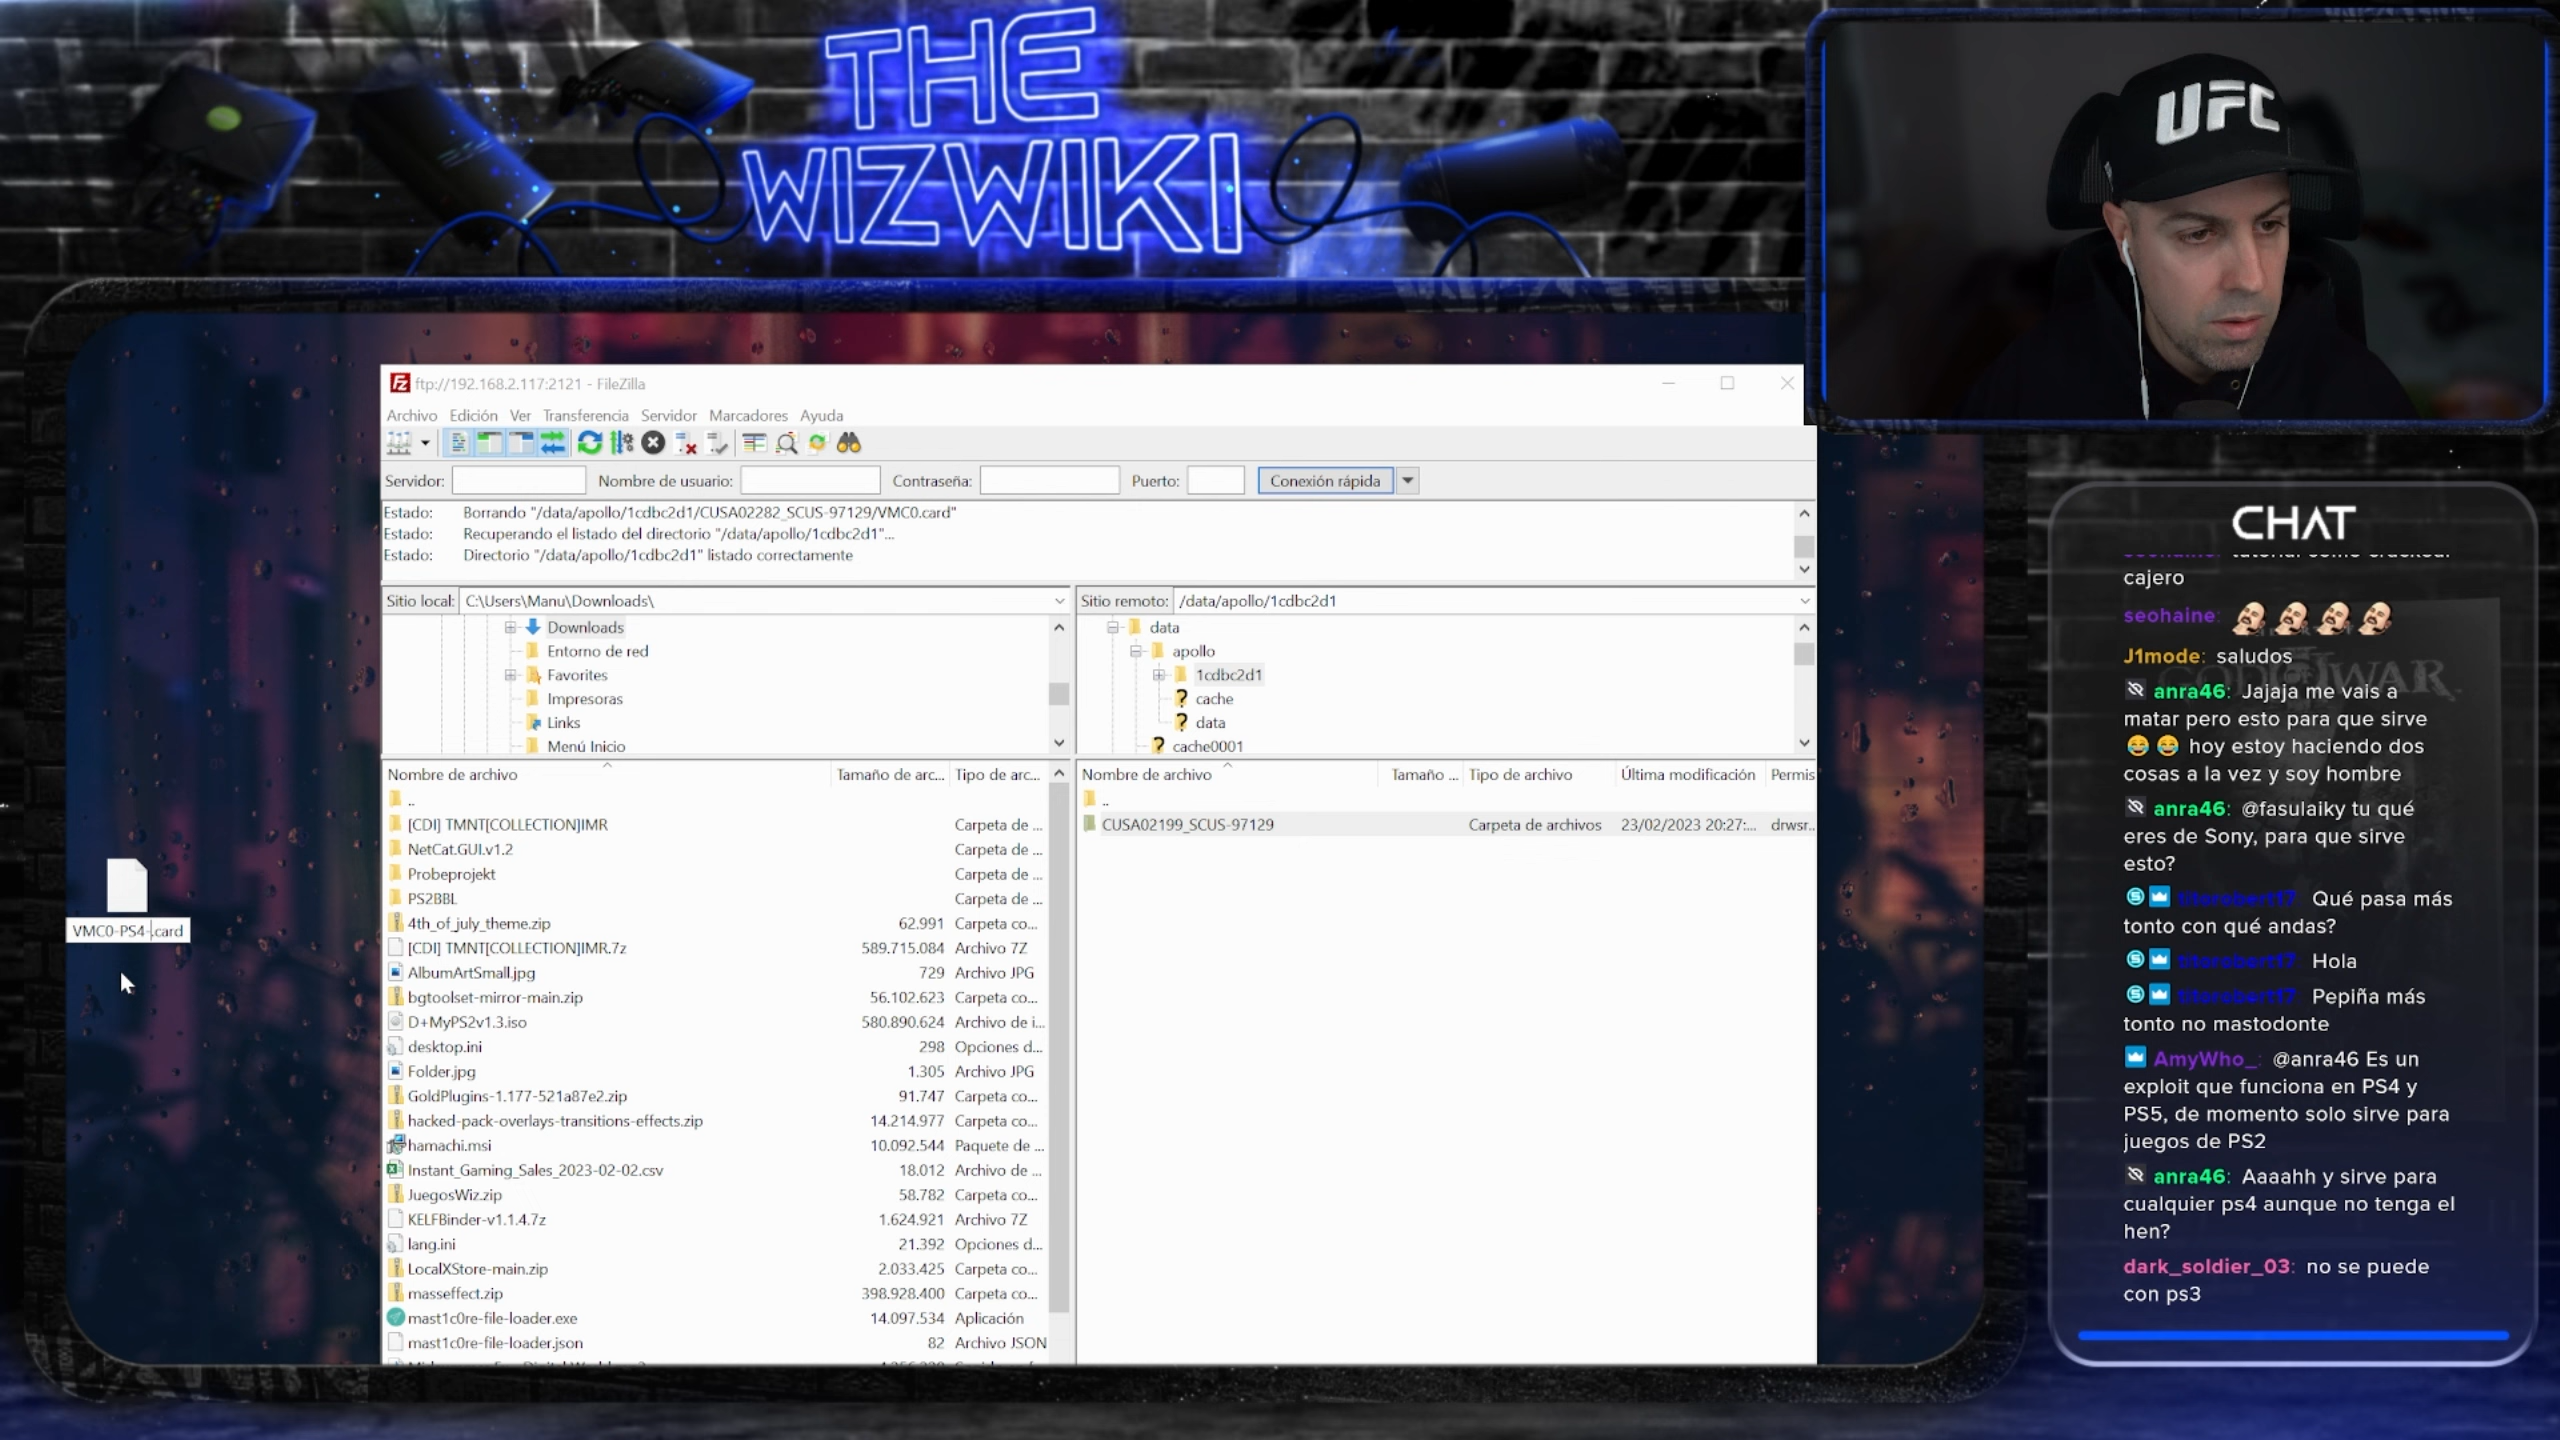 THE
WIZWIKI
UFC
ftp://192.168.2.117:2121 - FileZilla
Archivo Edición Ver Transferencia Servidor Marcadores Ayuda
Servidor: Nombre de usuario: Contraseña: Puerto: Conexión rápida
Estado: Borrando "/data/apollo/1cdbc2d1/CUSA02282_SCUS-97129/VMC0.card"
Estado: Recuperando el listado del directorio "/data/apollo/1cdbc2d1"...
Estado: Directorio "/data/apollo/1cdbc2d1" listado correctamente
Sitio local: C:\Users\Manu\Downloads\
Downloads
Entorno de red
Favorites
Impresoras
Links
Menú Inicio
Sitio remoto: /data/apollo/1cdbc2d1
data
apollo
1cdbc2d1
cache
data
cache0001
Nombre de archivo Tamaño de arc... Tipo de arc...
..
[CDI] TMNT[COLLECTION]IMR Carpeta de ...
NetCat.GUI.v1.2 Carpeta de ...
Probeprojekt Carpeta de ...
PS2BBL Carpeta de ...
4th_of_july_theme.zip 62.991 Carpeta co...
[CDI] TMNT[COLLECTION]IMR.7z 589.715.084 Archivo 7Z
AlbumArtSmall.jpg 729 Archivo JPG
bgtoolset-mirror-main.zip 56.102.623 Carpeta co...
D+MyPS2v1.3.iso 580.890.624 Archivo de i...
desktop.ini 298 Opciones d...
Folder.jpg 1.305 Archivo JPG
GoldPlugins-1.177-521a87e2.zip 91.747 Carpeta co...
hacked-pack-overlays-transitions-effects.zip 14.214.977 Carpeta co...
hamachi.msi 10.092.544 Paquete de ...
Instant_Gaming_Sales_2023-02-02.csv 18.012 Archivo de ...
JuegosWiz.zip 58.782 Carpeta co...
KELFBinder-v1.1.4.7z 1.624.921 Archivo 7Z
lang.ini 21.392 Opciones d...
LocalXStore-main.zip 2.033.425 Carpeta co...
masseffect.zip 398.928.400 Carpeta co...
mast1c0re-file-loader.exe 14.097.534 Aplicación
mast1c0re-file-loader.json 82 Archivo JSON
Nombre de archivo Tamaño ... Tipo de archivo Última modificación Permis
..
CUSA02199_SCUS-97129 Carpeta de archivos 23/02/2023 20:27:... drwsr...
VMC0-PS4-.card
CHAT
cajero
seohaine:
J1mode: saludos
anra46: Jajaja me vais a
matar pero esto para que sirve
hoy estoy haciendo dos
cosas a la vez y soy hombre
anra46: @fasulaiky tu qué
eres de Sony, para que sirve
esto?
Qué pasa más
tonto con qué andas?
Hola
Pepiña más
tonto no mastodonte
AmyWho_: @anra46 Es un
exploit que funciona en PS4 y
PS5, de momento solo sirve para
juegos de PS2
anra46: Aaaahh y sirve para
cualquier ps4 aunque no tenga el
hen?
dark_soldier_03: no se puede
con ps3